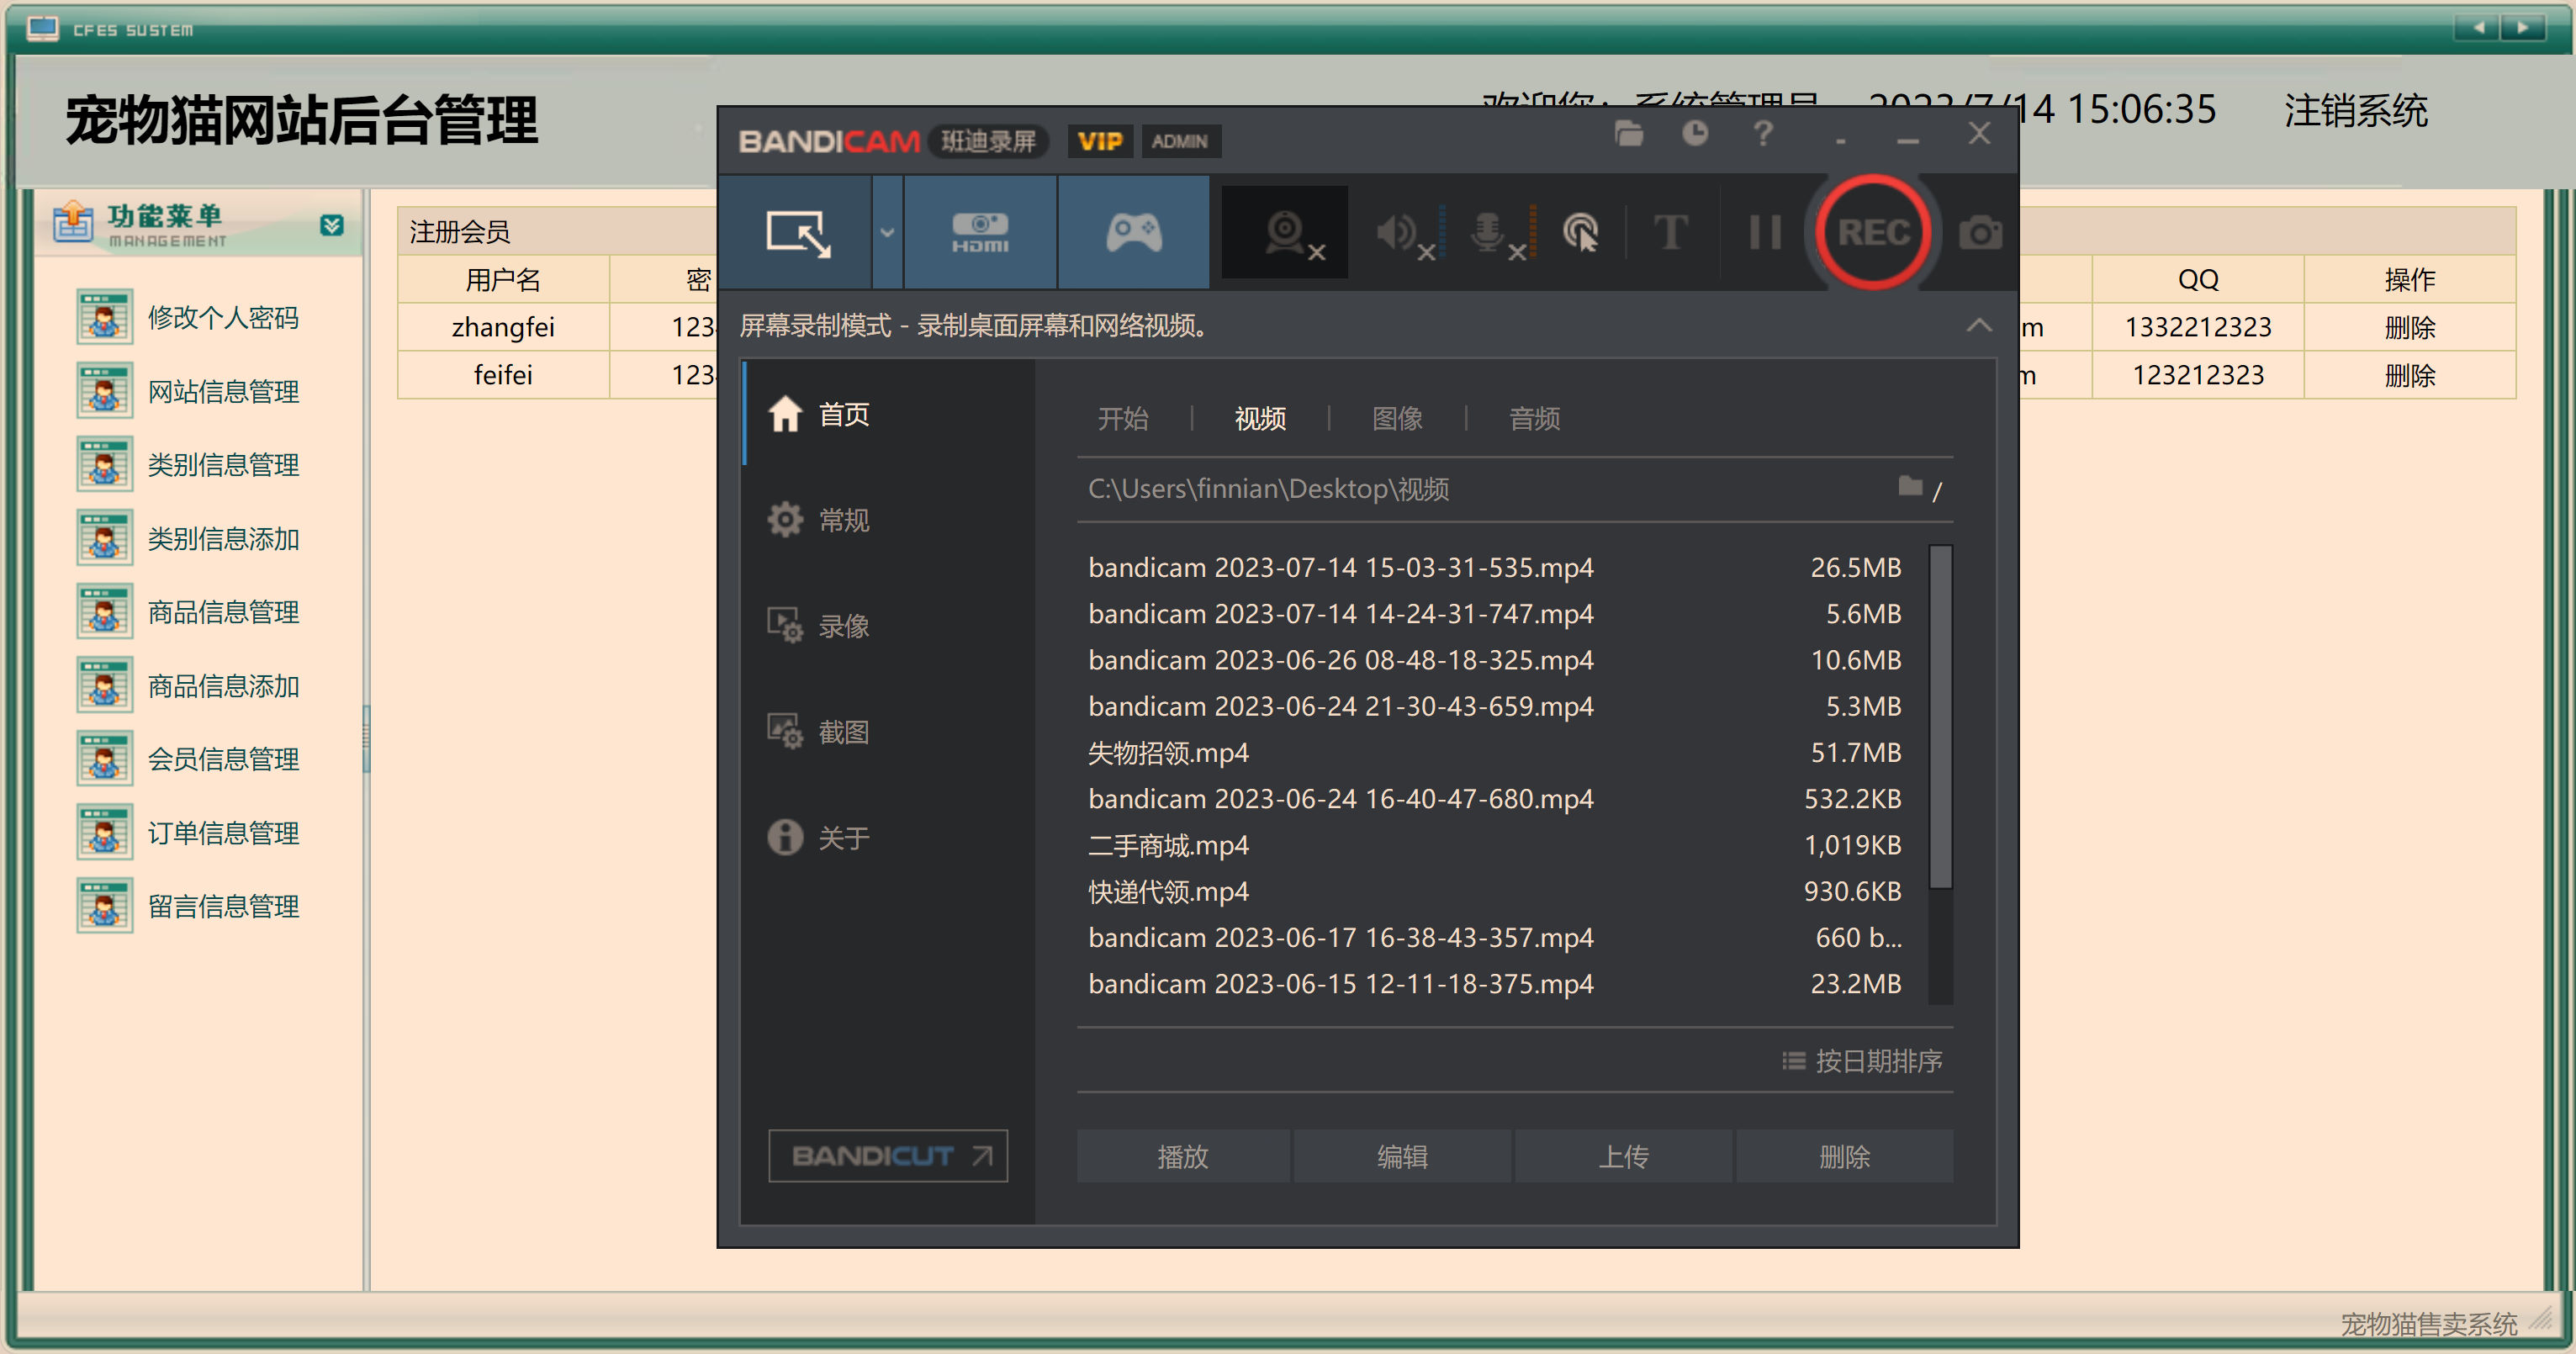 CFES SUSTEM
宠物猫网站后台管理
欢迎您：系统管理员 2023/7/14 15:06:35 注销系统
功能菜单
MANAGEMENT
修改个人密码
网站信息管理
类别信息管理
类别信息添加
商品信息管理
商品信息添加
会员信息管理
订单信息管理
留言信息管理
注册会员
用户名 密 QQ 操作
zhangfei 123 m 1332212323 删除
feifei 123 m 123212323 删除
BANDICAM 班迪录屏 VIP ADMIN
HDMI
T
REC
屏幕录制模式 - 录制桌面屏幕和网络视频。
首页
常规
录像
截图
关于
BANDICUT
开始 | 视频 | 图像 | 音频
C:\Users\finnian\Desktop\视频 /
bandicam 2023-07-14 15-03-31-535.mp4 26.5MB
bandicam 2023-07-14 14-24-31-747.mp4 5.6MB
bandicam 2023-06-26 08-48-18-325.mp4 10.6MB
bandicam 2023-06-24 21-30-43-659.mp4 5.3MB
失物招领.mp4 51.7MB
bandicam 2023-06-24 16-40-47-680.mp4 532.2KB
二手商城.mp4 1,019KB
快递代领.mp4 930.6KB
bandicam 2023-06-17 16-38-43-357.mp4 660 b...
bandicam 2023-06-15 12-11-18-375.mp4 23.2MB
按日期排序
播放 编辑 上传 删除
宠物猫售卖系统